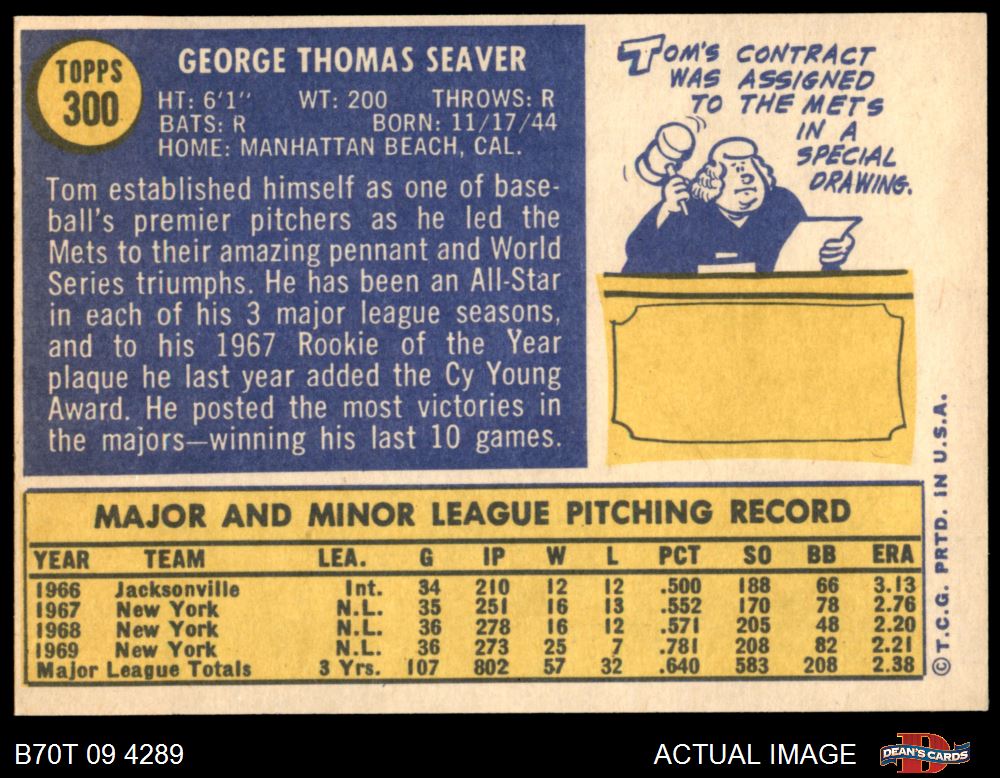 TOPPS
300
GEORGE THOMAS SEAVER
HT: 6'1" WT: 200 THROWS: R
BATS: R BORN: 11/17/44
HOME: MANHATTAN BEACH, CAL.
Tom established himself as one of base-
ball's premier pitchers as he led the
Mets to their amazing pennant and World
Series triumphs. He has been an All-Star
in each of his 3 major league seasons,
and to his 1967 Rookie of the Year
plaque he last year added the Cy Young
Award. He posted the most victories in
the majors—winning his last 10 games.
TOM'S CONTRACT
WAS ASSIGNED
TO THE METS
IN A
SPECIAL
DRAWING.
MAJOR AND MINOR LEAGUE PITCHING RECORD
YEAR TEAM LEA. G IP W L PCT SO BB ERA
1966 Jacksonville Int. 34 210 12 12 .500 188 66 3.13
1967 New York N.L. 35 251 16 13 .552 170 78 2.76
1968 New York N.L. 36 278 16 12 .571 205 48 2.20
1969 New York N.L. 36 273 25 7 .781 208 82 2.21
Major League Totals 3 Yrs. 107 802 57 32 .640 583 208 2.38
© T.C.G. PRTD. IN U.S.A.
B70T 09 4289
ACTUAL IMAGE
D
DEAN'S CARDS